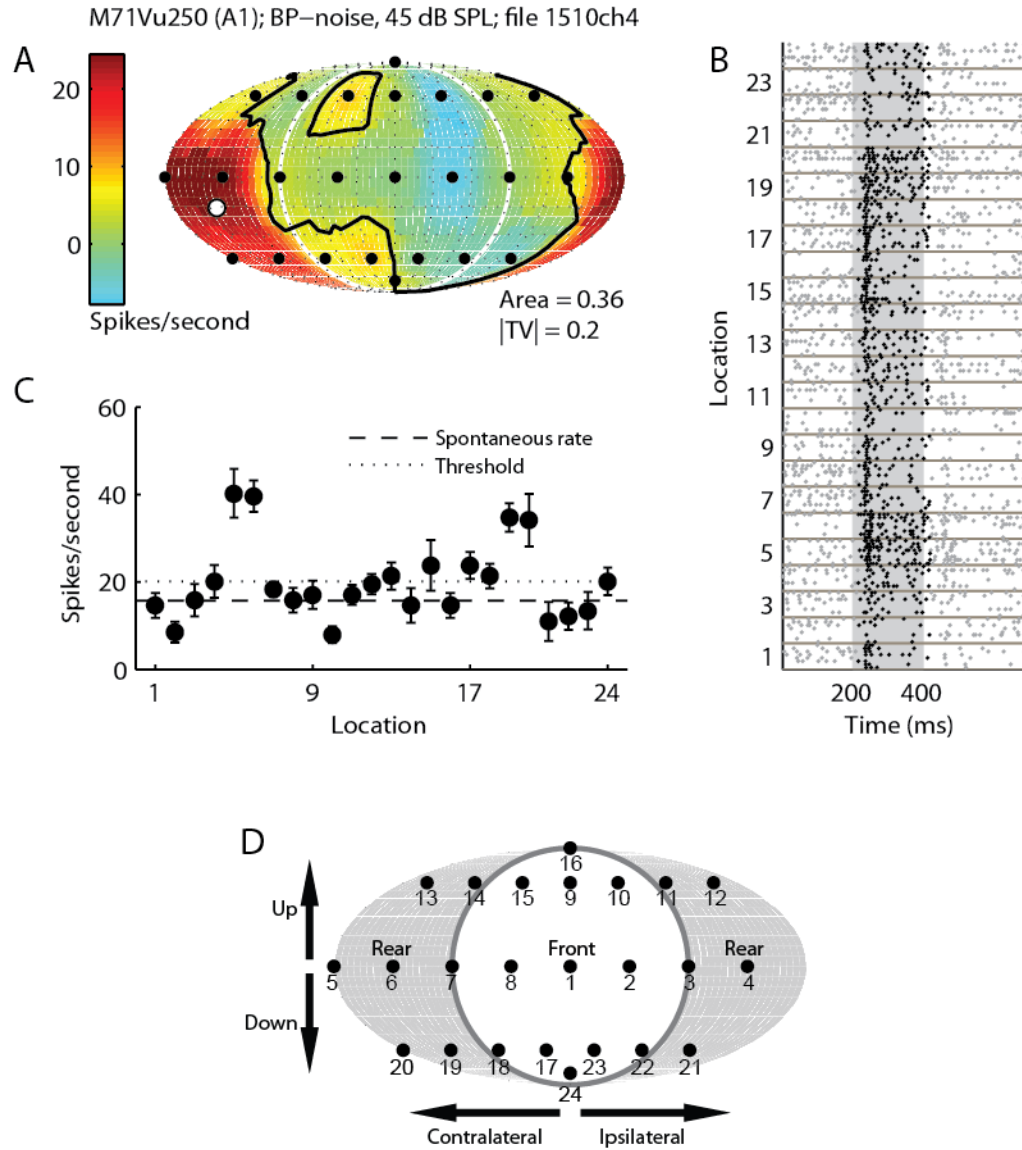 M71Vu250 (A1); BP−noise, 45 dB SPL; file 1510ch4
A
20
10
0
Spikes/second
Area = 0.36
|TV| = 0.2
B
Location
23
21
19
17
15
13
11
9
7
5
3
1
200 400
Time (ms)
C
Spikes/second
60
40
20
0
Spontaneous rate
Threshold
1 9 17 24
Location
D
Up
Down
16
13 14 15 9 10 11 12
Rear Front Rear
5 6 7 8 1 2 3 4
20 19 18 17 23 22 21
24
Contralateral Ipsilateral